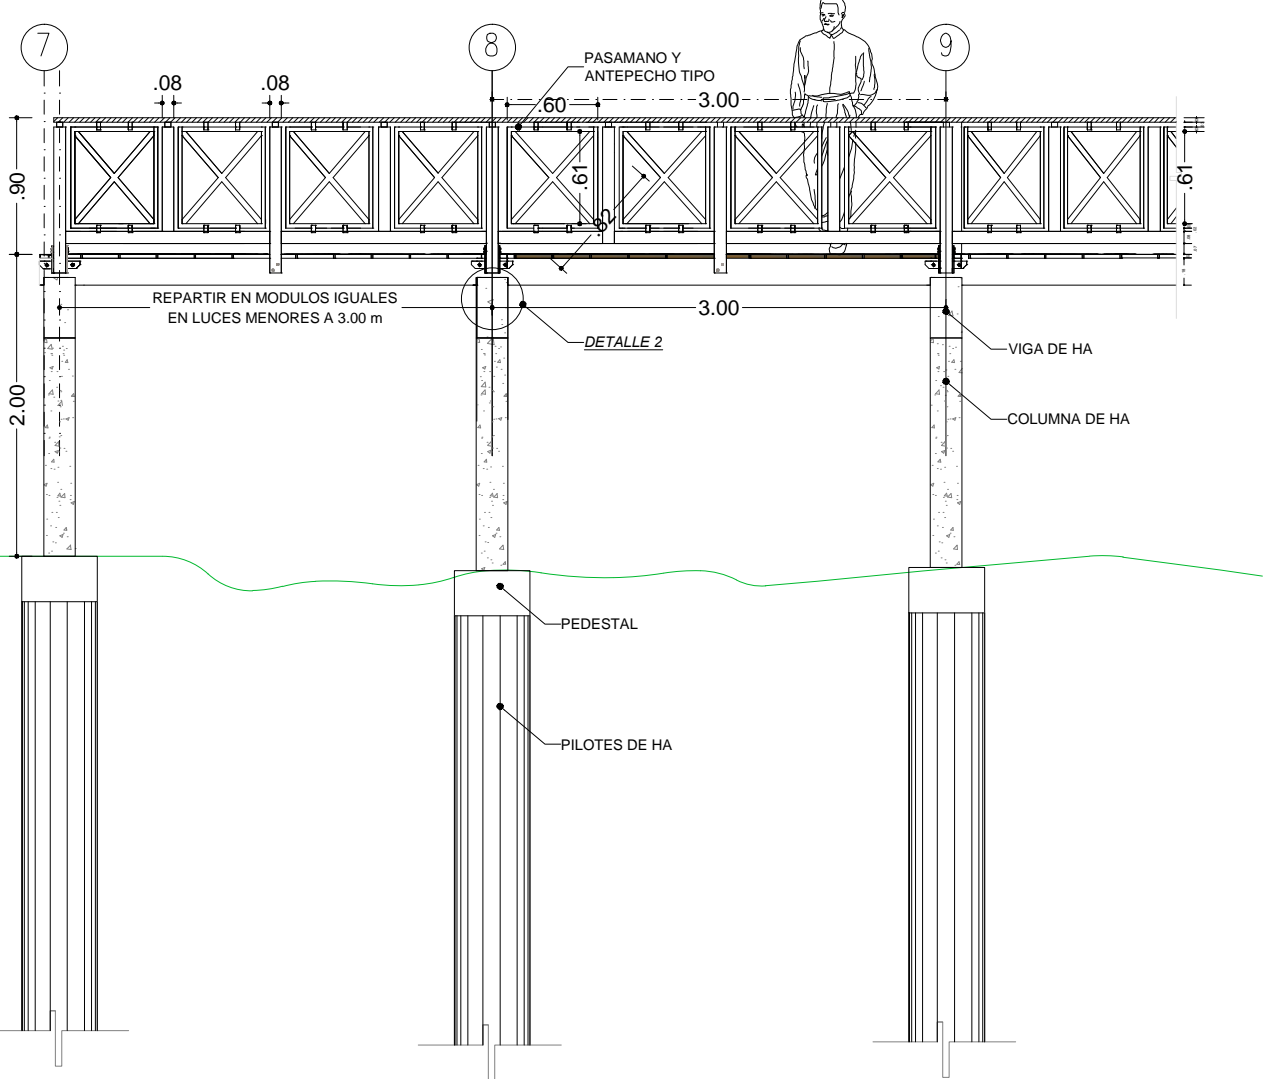 7
8
9
PASAMANO Y
ANTEPECHO TIPO
.08
.08
.60
3.00
.90
.61
.82
.61
REPARTIR EN MODULOS IGUALES
EN LUCES MENORES A 3.00 m
3.00
DETALLE 2
VIGA DE HA
2.00
COLUMNA DE HA
PEDESTAL
PILOTES DE HA